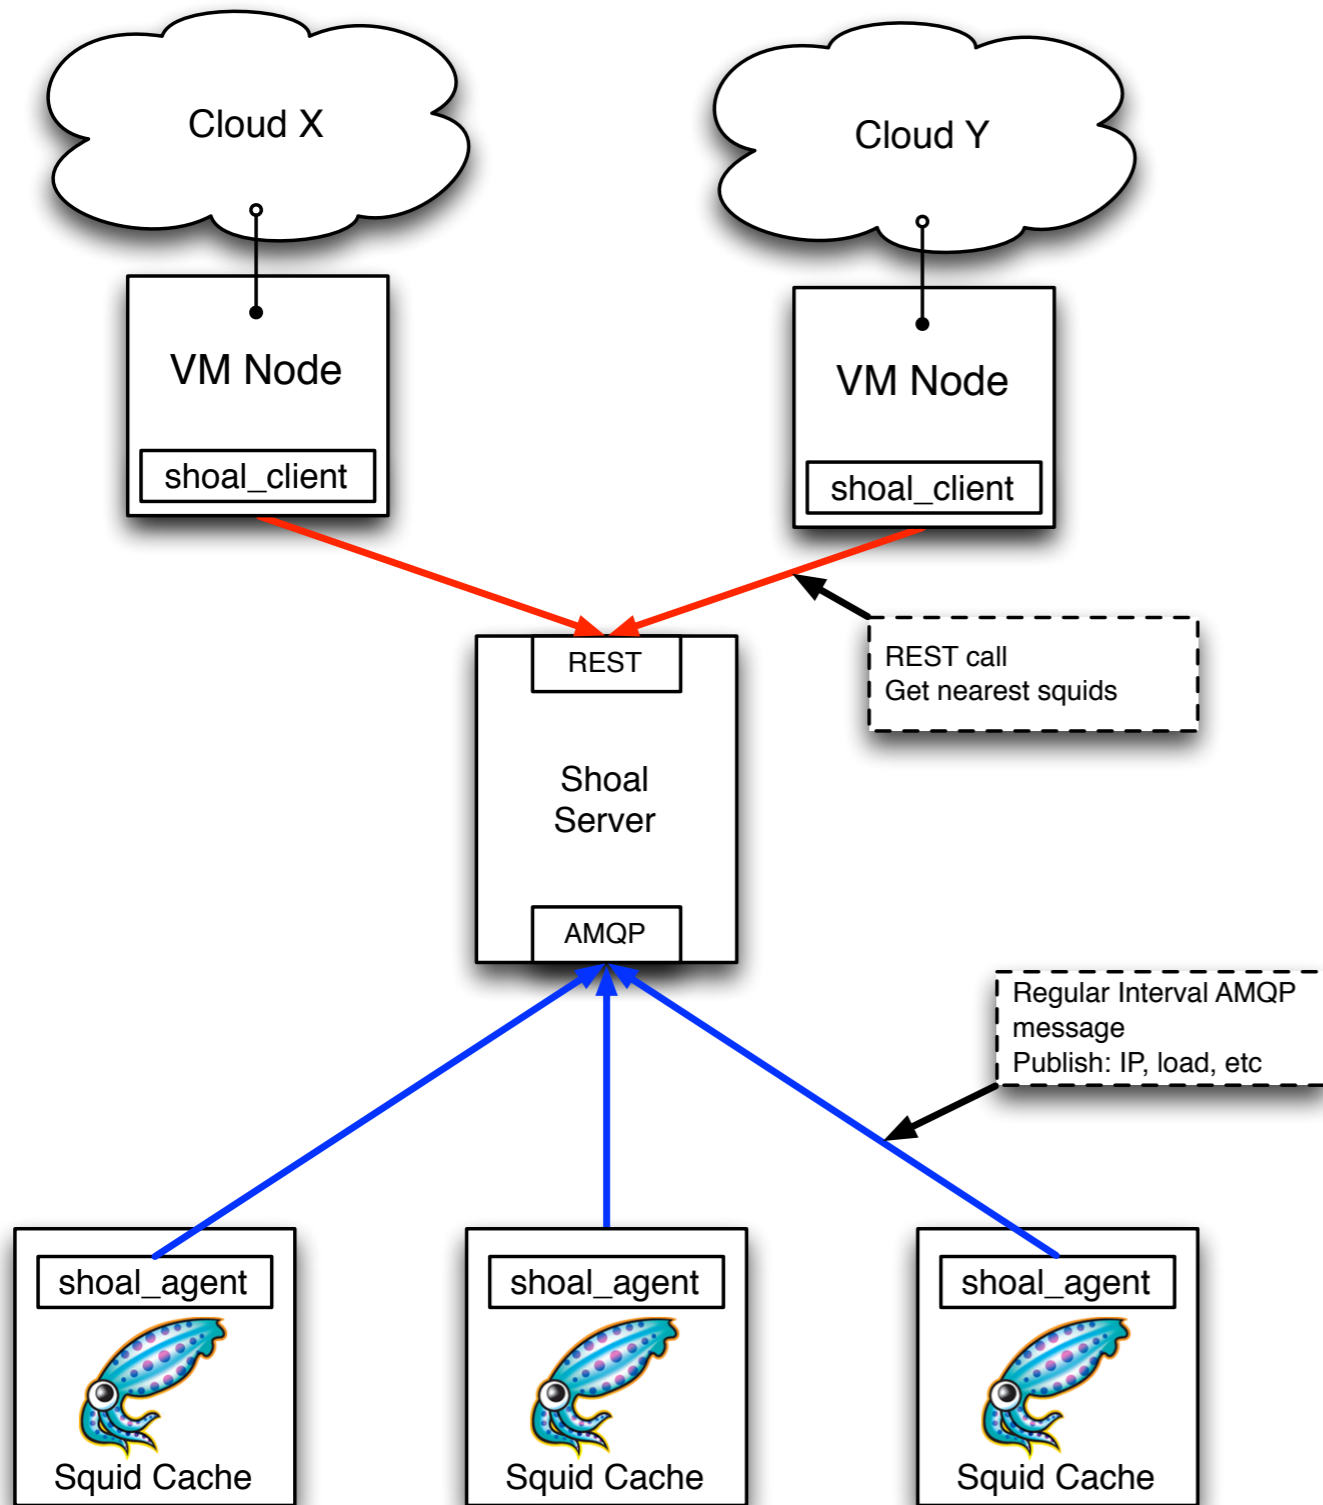 Cloud X
Cloud Y
VM Node
VM Node
shoal_client
shoal_client
REST
REST call
Get nearest squids
Shoal
Server
AMQP
Regular Interval AMQP
message
Publish: IP, load, etc
shoal_agent
shoal_agent
shoal_agent
Squid Cache
Squid Cache
Squid Cache